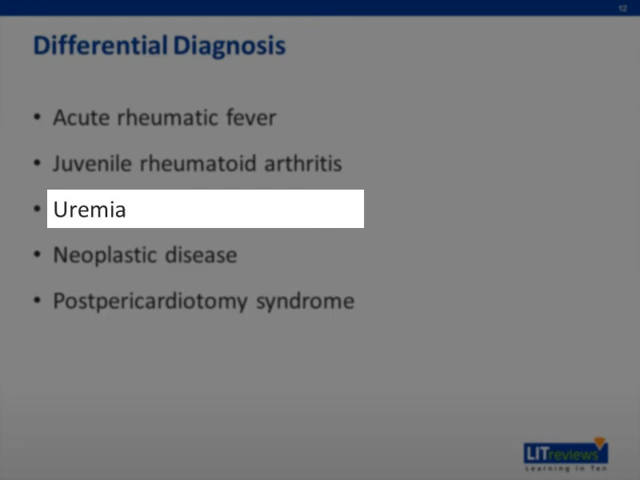 12
Differential Diagnosis
• Acute rheumatic fever
• Juvenile rheumatoid arthritis
• Uremia
• Neoplastic disease
• Postpericardiotomy syndrome
LITreviews
Learning In Ten